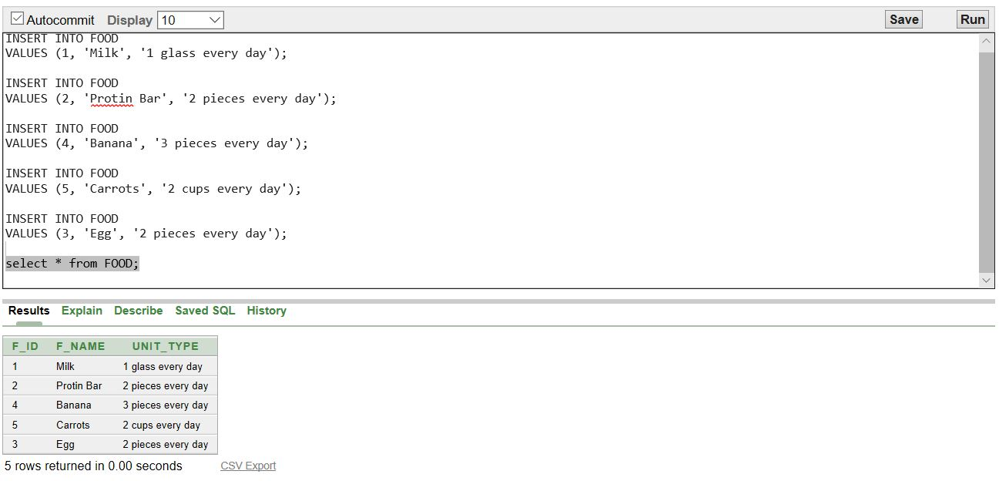 Autocommit Display 10 Save Run
INSERT INTO FOOD
VALUES (1, 'Milk', '1 glass every day');
INSERT INTO FOOD
VALUES (2, 'Protin Bar', '2 pieces every day');
INSERT INTO FOOD
VALUES (4, 'Banana', '3 pieces every day');
INSERT INTO FOOD
VALUES (5, 'Carrots', '2 cups every day');
INSERT INTO FOOD
VALUES (3, 'Egg', '2 pieces every day');
select * from FOOD;
Results Explain Describe Saved SQL History
F_ID F_NAME UNIT_TYPE
1 Milk 1 glass every day
2 Protin Bar 2 pieces every day
4 Banana 3 pieces every day
5 Carrots 2 cups every day
3 Egg 2 pieces every day
5 rows returned in 0.00 seconds CSV Export